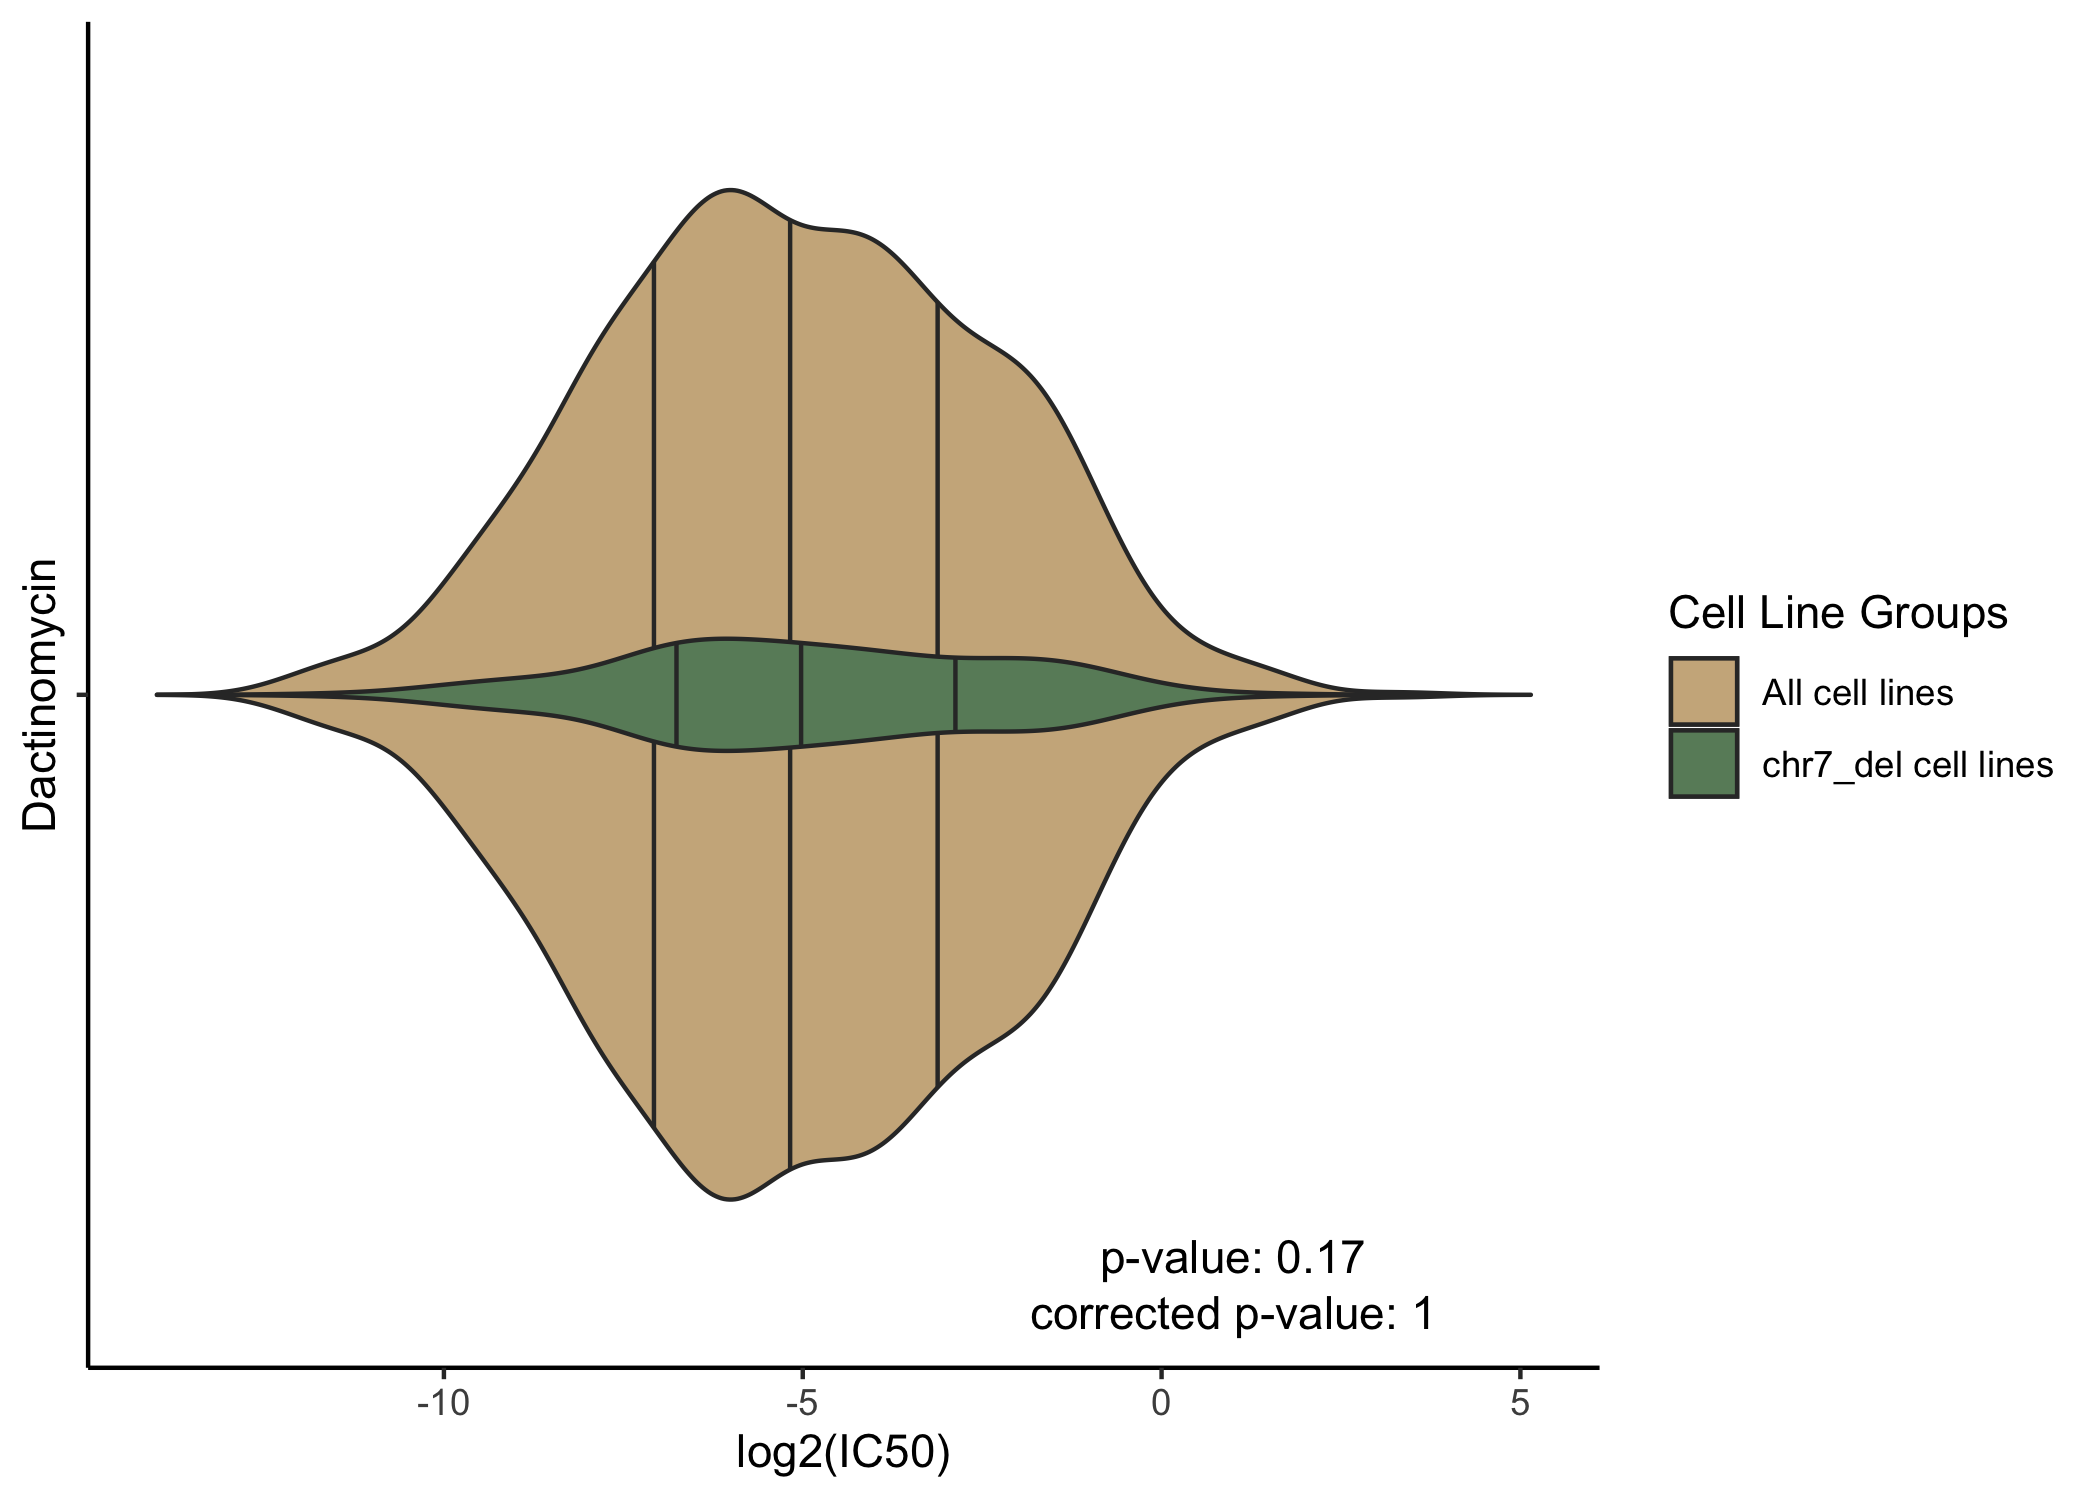 Dactinomycin
Cell Line Groups
All cell lines
chr7_del cell lines
p-value: 0.17
corrected p-value: 1
-10
-5
0
5
log2(IC50)